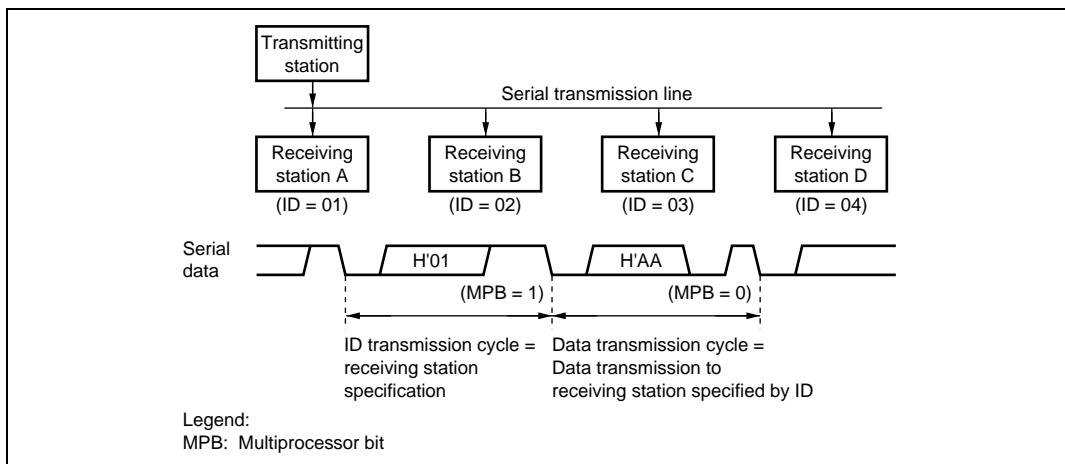 Transmitting
station
Serial transmission line
Receiving
station A
Receiving
station B
Receiving
station C
Receiving
station D
(ID = 01)
(ID = 02)
(ID = 03)
(ID = 04)
Serial
data
H'01
H'AA
(MPB = 1)
(MPB = 0)
ID transmission cycle =
receiving station
specification
Data transmission cycle =
Data transmission to
receiving station specified by ID
Legend:
MPB: Multiprocessor bit